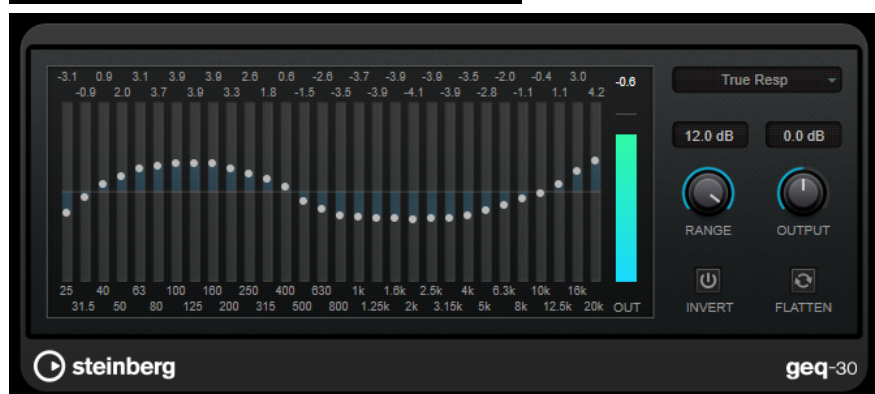 -3.1 0.9 3.1 3.9 3.9 2.6 0.6 -2.6 -3.7 -3.9 -3.9 -3.5 -2.0 -0.4 3.0 -0.6
-0.9 2.0 3.7 3.9 3.3 1.8 -1.5 -3.5 -3.9 -4.1 -3.9 -2.8 -1.1 1.1 4.2
True Resp
12.0 dB 0.0 dB
RANGE OUTPUT
25 40 63 100 160 250 400 630 1k 1.6k 2.5k 4k 6.3k 10k 16k
31.5 50 80 125 200 315 500 800 1.25k 2k 3.15k 5k 8k 12.5k 20k OUT
INVERT FLATTEN
steinberg geq-30